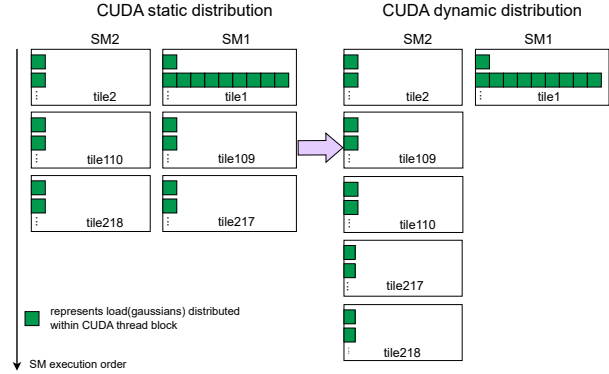 CUDA static distribution
CUDA dynamic distribution
SM2
SM1
SM2
SM1
⋮
tile2
⋮
tile1
⋮
tile2
⋮
tile1
⋮
tile110
⋮
tile109
⋮
tile109
⋮
tile218
⋮
tile217
⋮
tile110
⋮
tile217
⋮
tile218
represents load(gaussians) distributed
within CUDA thread block
SM execution order